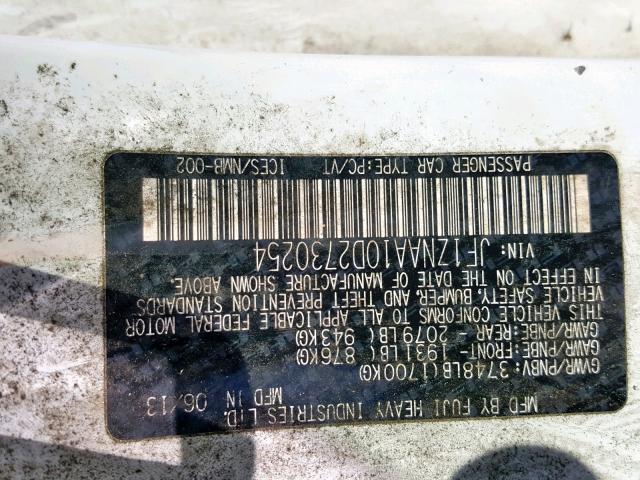 MFD BY FUJI HEAVY INDUSTRIES LTD.
MFD IN 06/13
GVWR/PNBV: 3748LB(1700KG)
GAWR/PNBE:FRONT- 1931LB( 876KG)
GAWR/PNBE:REAR- 2079LB( 943KG)
THIS VEHICLE CONFORMS TO ALL APPLICABLE FEDERAL MOTOR
VEHICLE SAFETY, BUMPER, AND THEFT PREVENTION STANDARDS
IN EFFECT ON THE DATE OF MANUFACTURE SHOWN ABOVE.
VIN: JF1ZNAA10D2730254
PASSENGER CAR TYPE:PC/VT ICES/NMB-002